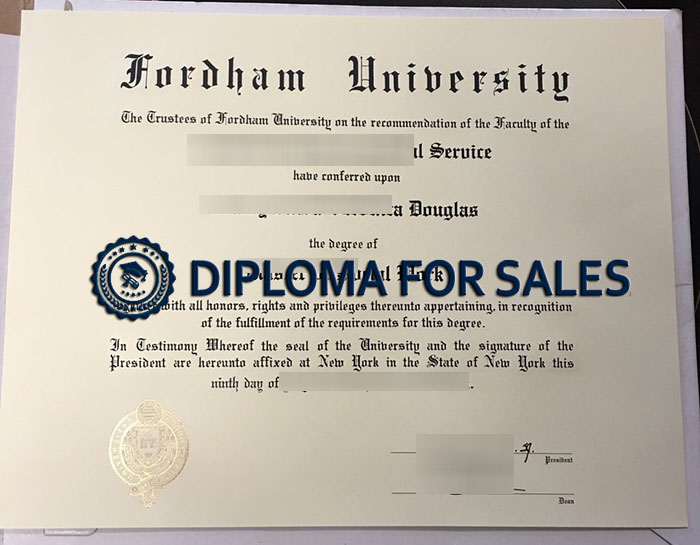 Fordham University
The Trustees of Fordham University on the recommendation of the Faculty of the
Service
have conferred upon
Douglas
the degree of
DIPLOMA FOR SALES
with all honors, rights and privileges thereunto appertaining, in recognition
of the fulfillment of the requirements for this degree.
In Testimony Whereof the seal of the University and the signature of the
President are hereunto affixed at New York in the State of New York this
ninth day of
President
Dean